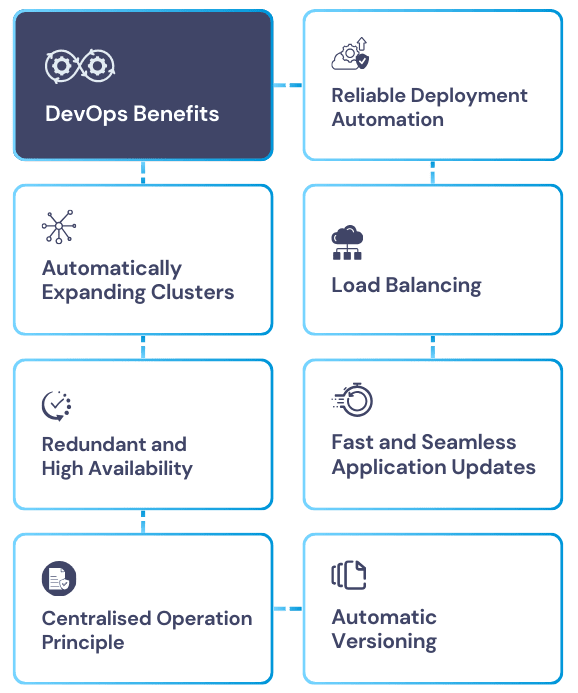 DevOps Benefits
Reliable Deployment
Automation
Automatically
Expanding Clusters
Load Balancing
Redundant and
High Availability
Fast and Seamless
Application Updates
Centralised Operation
Principle
Automatic
Versioning